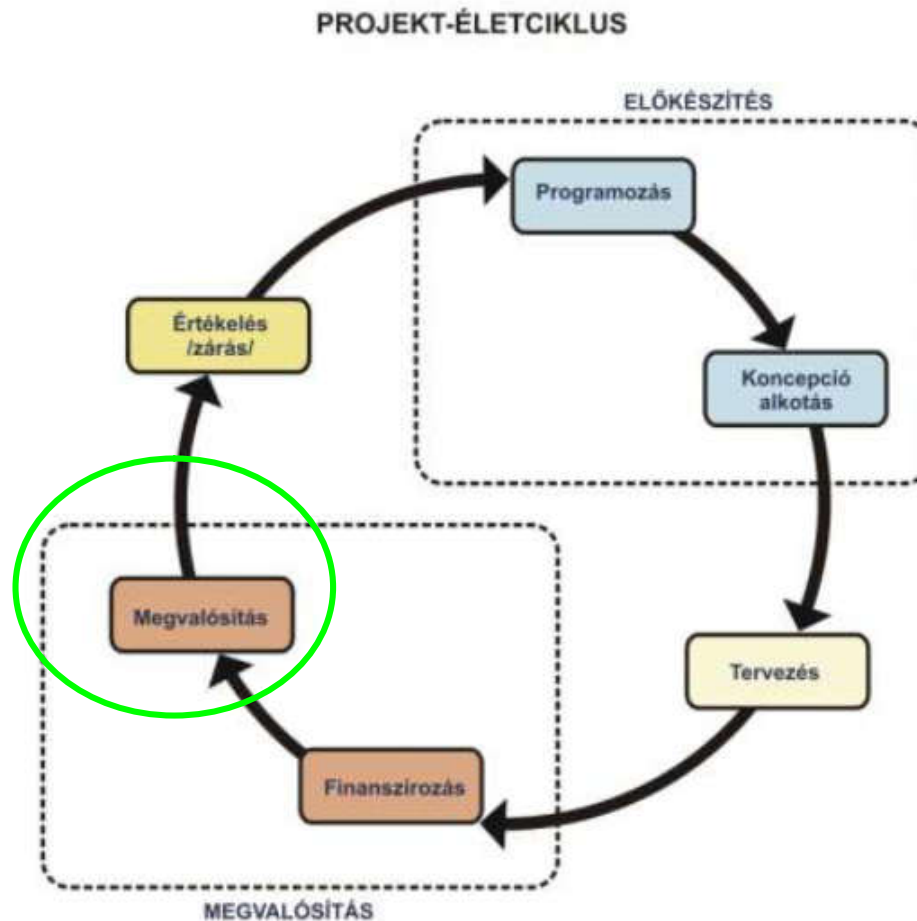 PROJEKT-ÉLETCIKLUS
ELŐKÉSZÍTÉS
Programozás
Koncepció
alkotás
Tervezés
Finanszírozás
Megvalósítás
Értékelés
/zárás/
MEGVALÓSÍTÁS